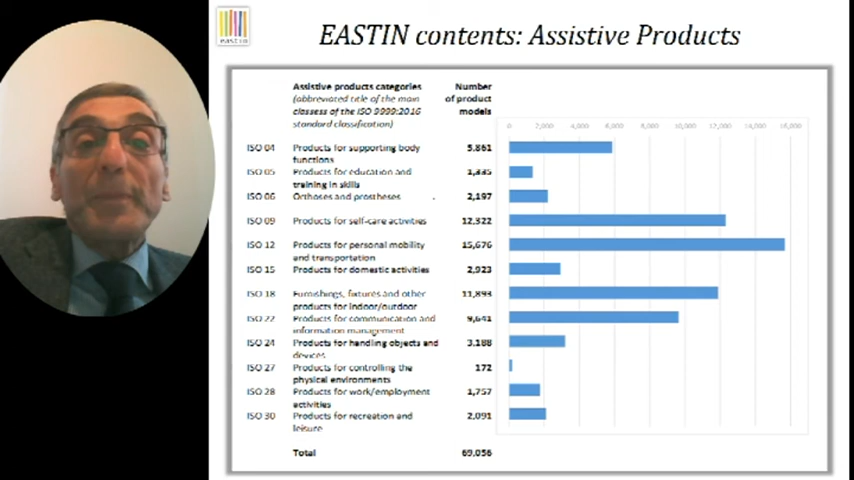 eastin
EASTIN contents: Assistive Products
Assistive products categories
(abbreviated title of the main
classess of the ISO 9999:2016
standard classification)
Number
of product
models
0 2,000 4,000 6,000 8,000 10,000 12,000 14,000 16,000
ISO 04 Products for supporting body 5,861
functions
ISO 05 Products for education and 1,335
training in skills
ISO 06 Orthoses and prostheses 2,197
ISO 09 Products for self-care activities 12,322
ISO 12 Products for personal mobility 15,676
and transportation
ISO 15 Products for domestic activities 2,923
ISO 18 Furnishings, fixtures and other 11,893
products for indoor/outdoor
ISO 22 Products for communication and 9,641
information management
ISO 24 Products for handling objects and 3,188
devices
ISO 27 Products for controlling the 172
physical environments
ISO 28 Products for work/employment 1,757
activities
ISO 30 Products for recreation and 2,091
leisure
Total 69,056